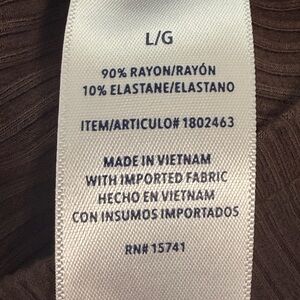 L/G
90% RAYON/RAYÓN
10% ELASTANE/ELASTANO
ITEM/ARTICULO# 1802463
MADE IN VIETNAM
WITH IMPORTED FABRIC
HECHO EN VIETNAM
CON INSUMOS IMPORTADOS
RN# 15741